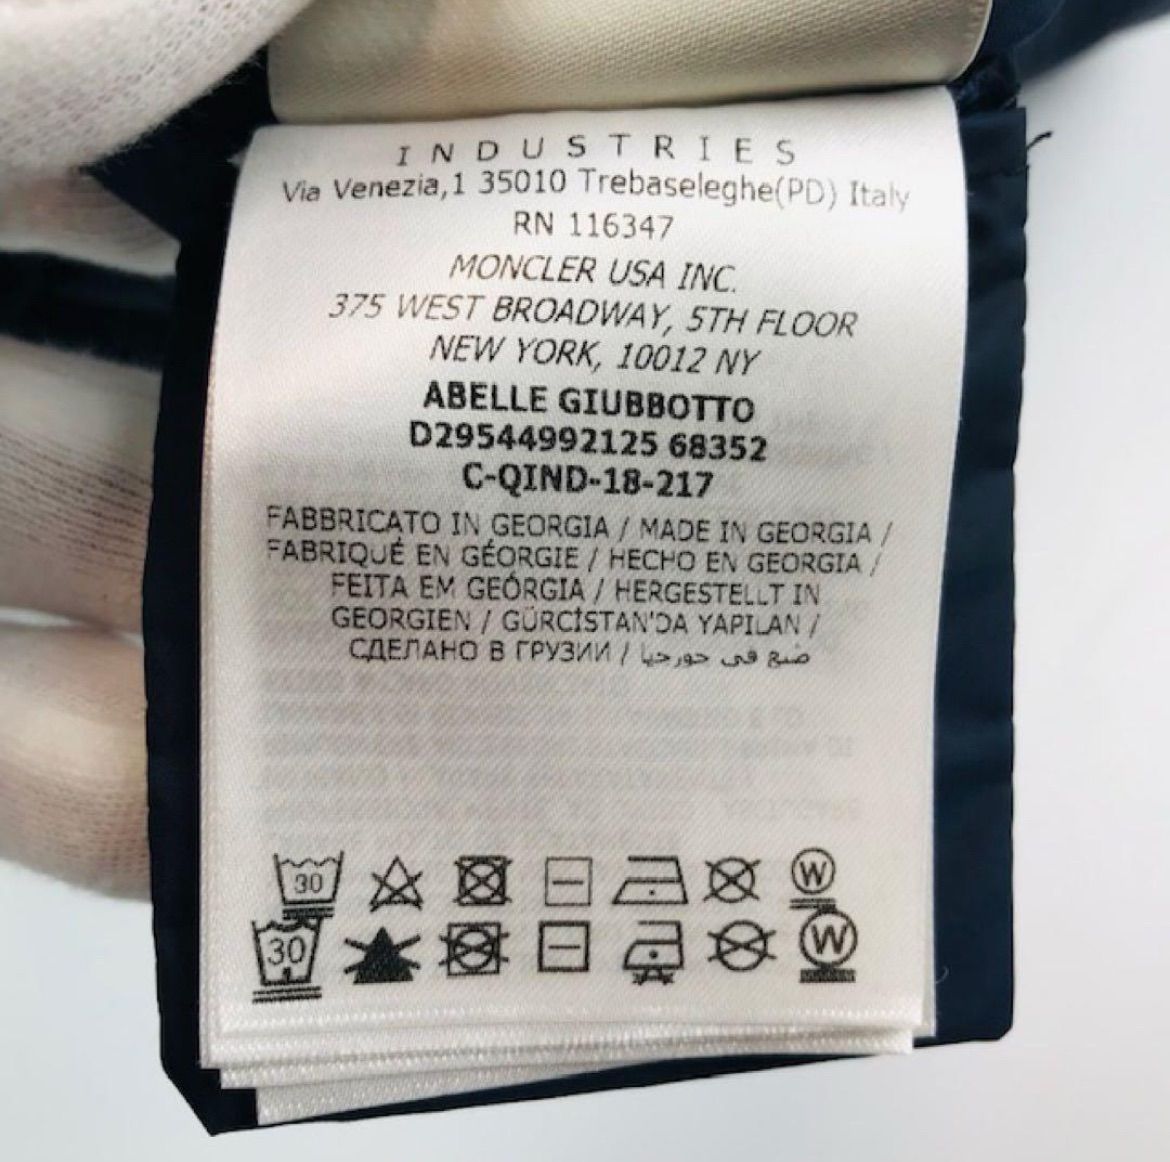 INDUSTRIES
Via Venezia,1 35010 Trebaseleghe(PD) Italy
RN 116347
MONCLER USA INC.
375 WEST BROADWAY, 5TH FLOOR
NEW YORK, 10012 NY
ABELLE GIUBBOTTO
D29544992125 68352
C-QIND-18-217
FABBRICATO IN GEORGIA / MADE IN GEORGIA /
FABRIQUÉ EN GÉORGIE / HECHO EN GEORGIA /
FEITA EM GEÓRGIA / HERGESTELLT IN
GEORGIEN / GÜRCİSTAN'DA YAPILAN /
СДЕЛАНО В ГРУЗИИ / صنع في جورجيا
30 W
30 W